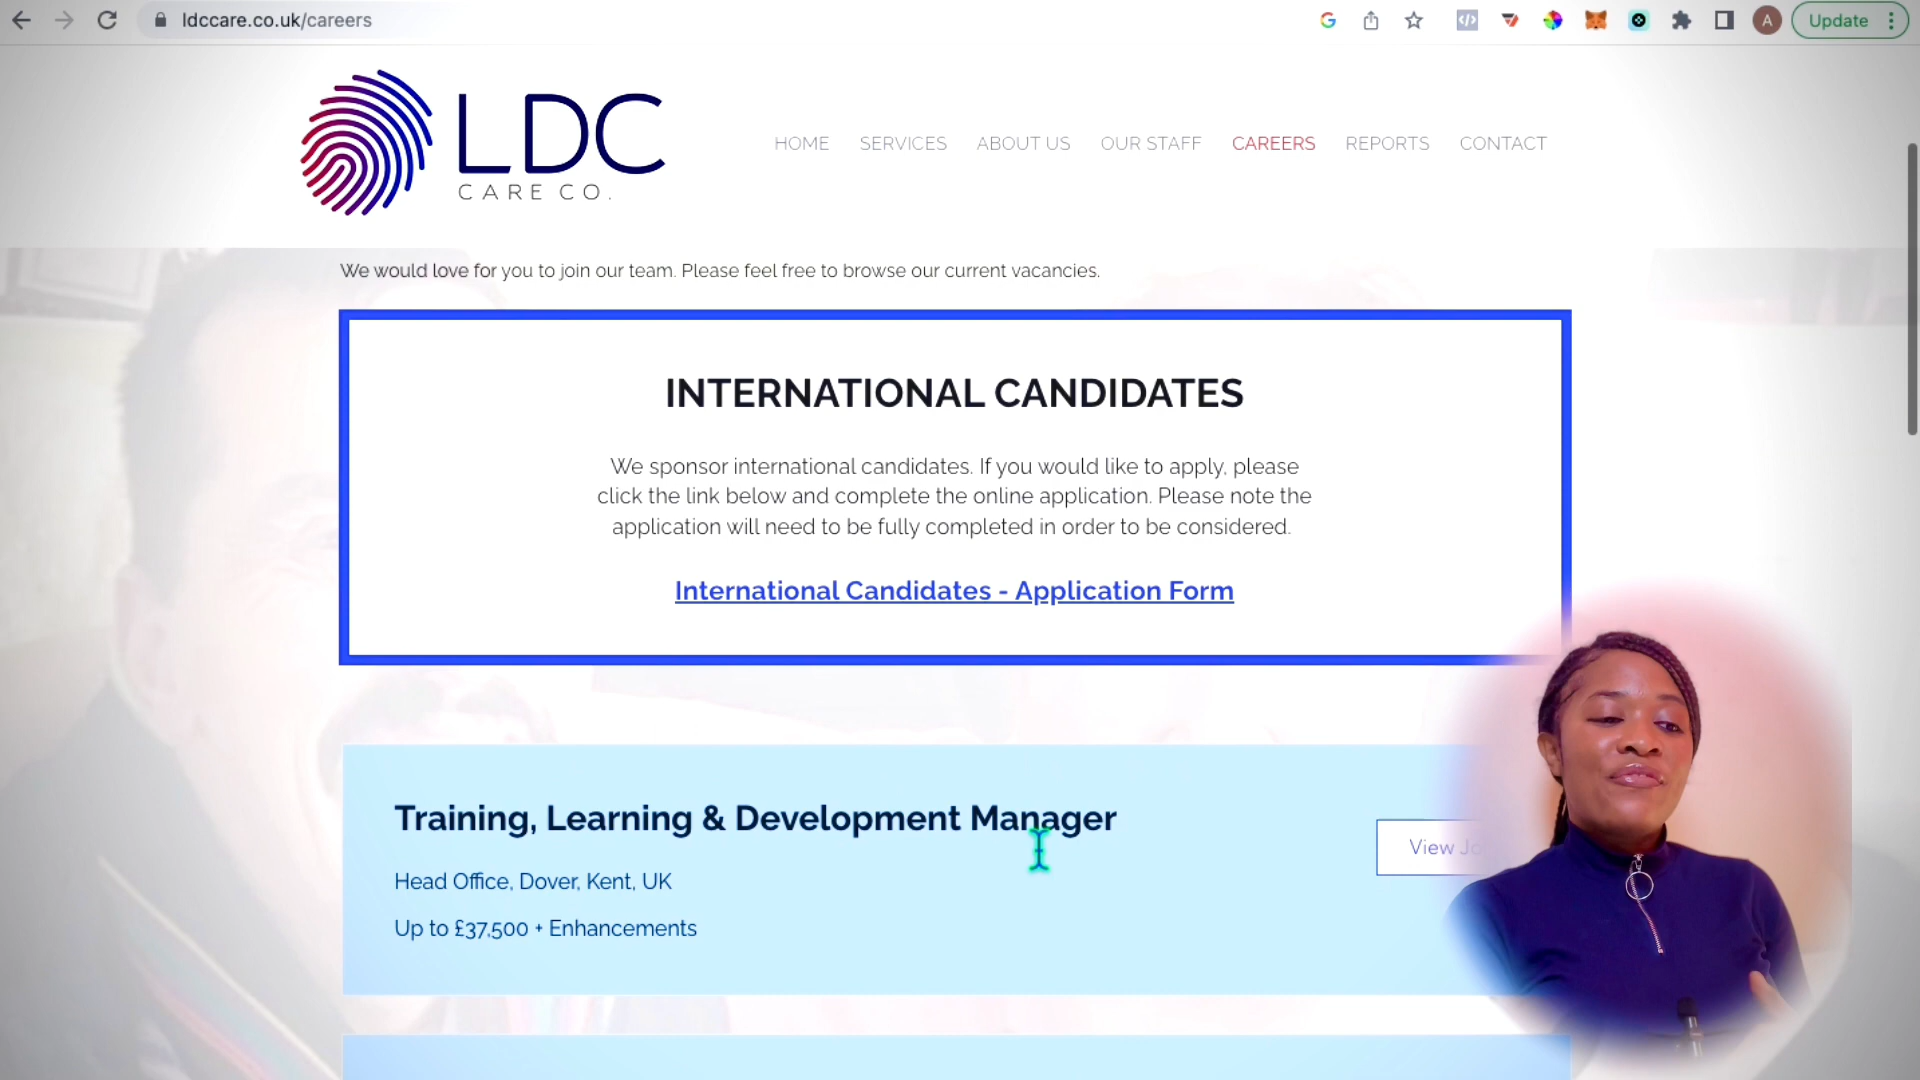 ldccare.co.uk/careers
A
Update
LDC
CARE CO.
HOME SERVICES ABOUT US OUR STAFF CAREERS REPORTS CONTACT
We would love for you to join our team. Please feel free to browse our current vacancies.
INTERNATIONAL CANDIDATES
We sponsor international candidates. If you would like to apply, please
click the link below and complete the online application. Please note the
application will need to be fully completed in order to be considered.
International Candidates - Application Form
Training, Learning & Development Manager
View
Head Office, Dover, Kent, UK
Up to £37,500 + Enhancements